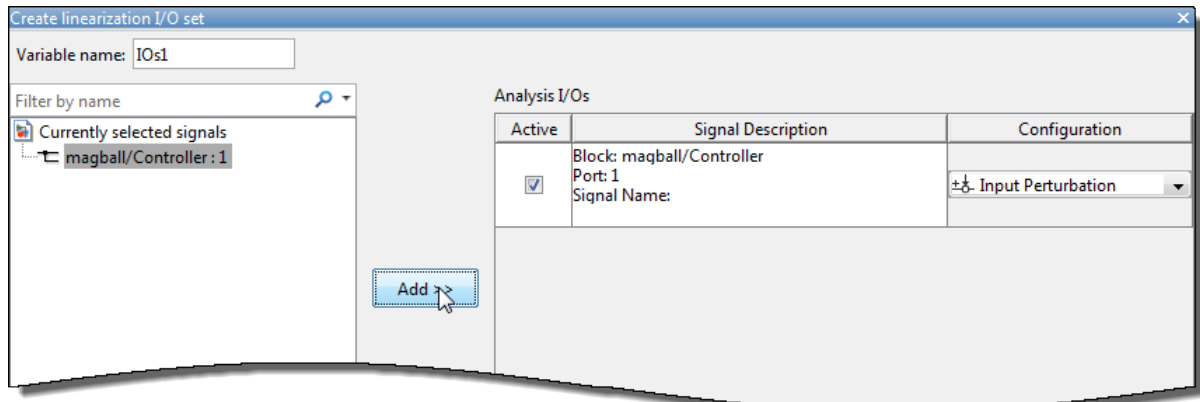 Create linearization I/O set
Variable name: IOs1
Filter by name
Currently selected signals
magball/Controller : 1
Add >>
Analysis I/Os
Active Signal Description Configuration
Block: magball/Controller
Port: 1
Signal Name:
Input Perturbation